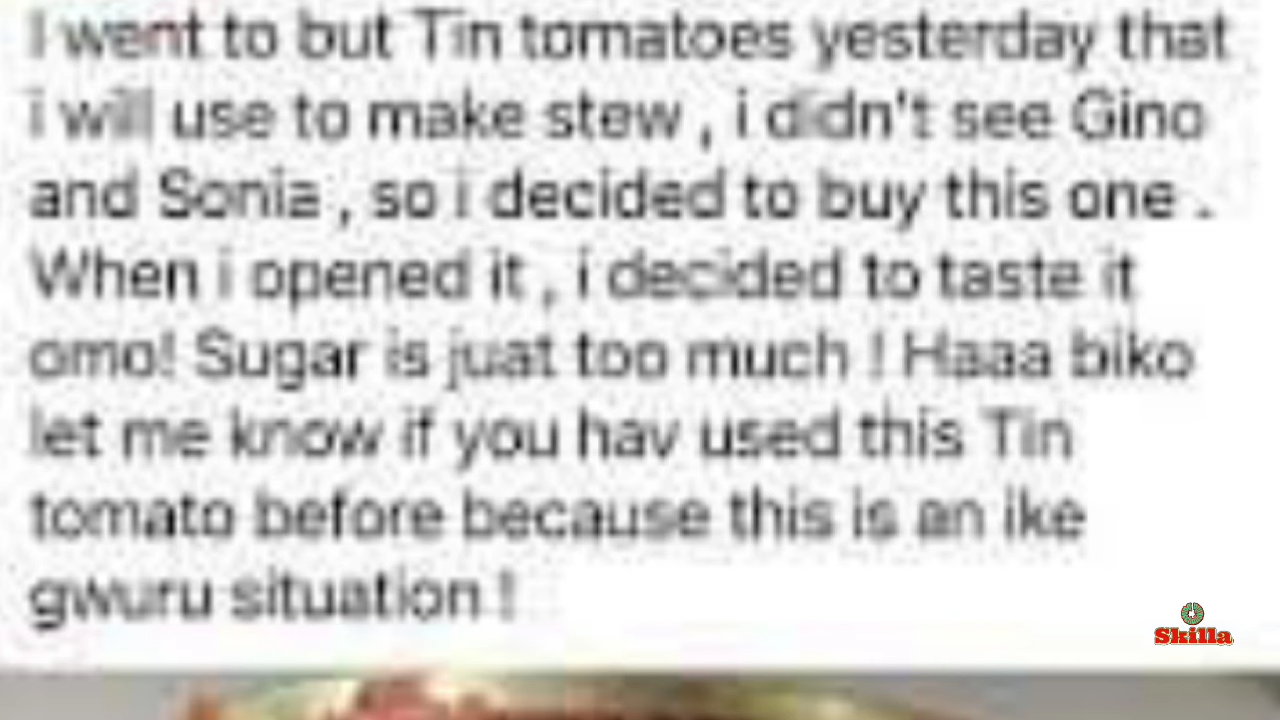 I went to but Tin tomatoes yesterday that
i will use to make stew , i didn't see Gino
and Sonia , so i decided to buy this one .
When i opened it , i decided to taste it
omo! Sugar is juat too much ! Haaa biko
let me know if you hav used this Tin
tomato before because this is an ike
gwuru situation !
Skilla